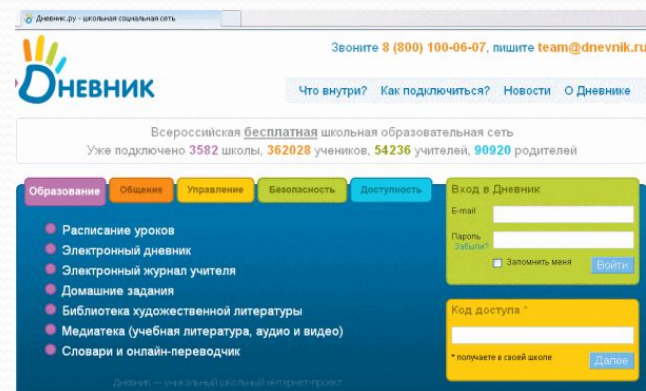 Дневник.ру - школьная социальная сеть
Звоните 8 (800) 100-06-07, пишите team@dnevnik.ru
Дневник
Что внутри? Как подключиться? Новости О Дневнике
Всероссийская бесплатная школьная образовательная сеть
Уже подключено 3582 школы, 362028 учеников, 54236 учителей, 90920 родителей
Образование Общение Управление Безопасность Доступность
Расписание уроков
Электронный дневник
Электронный журнал учителя
Домашние задания
Библиотека художественной литературы
Медиатека (учебная литература, аудио и видео)
Словари и онлайн-переводчик
Дневник — уникальный школьный интернет-проект
Вход в Дневник
E-mail
Пароль
Забыли?
Запомнить меня
Войти
Код доступа *
* получаете в своей школе
Далее